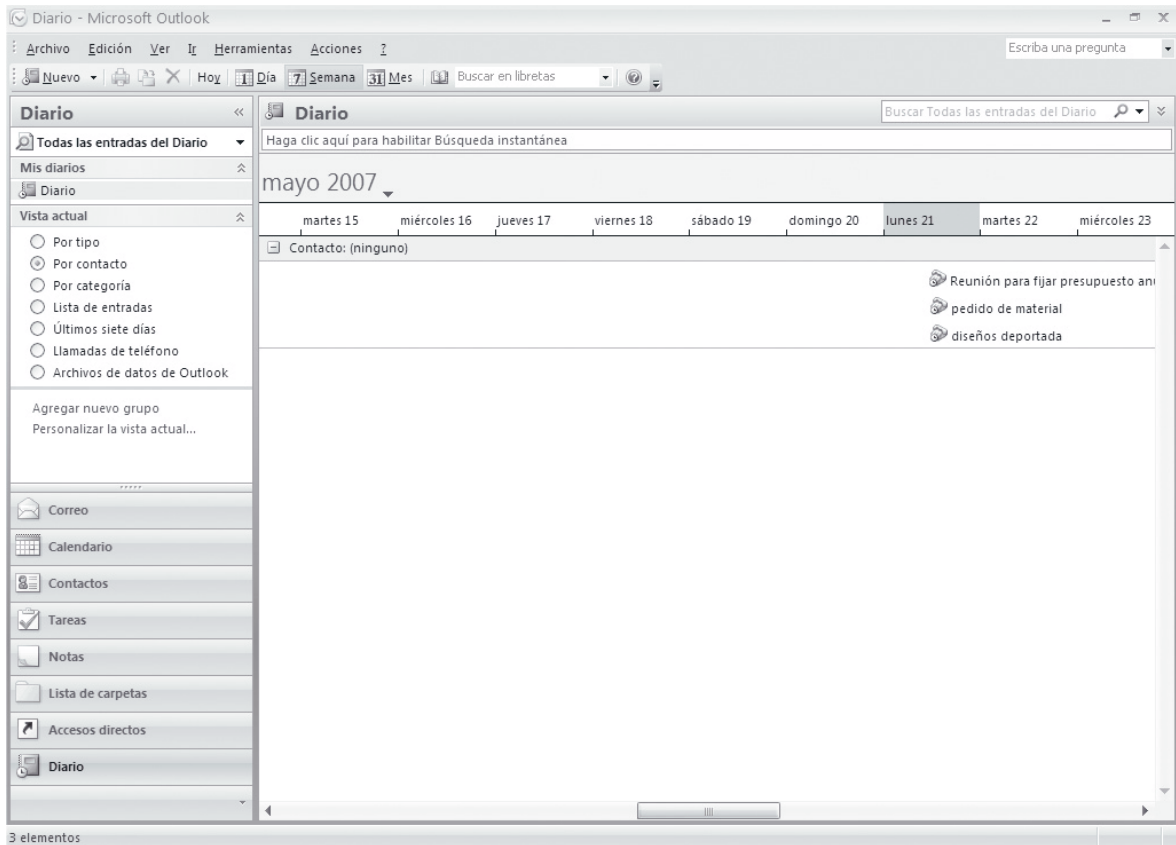 Diario - Microsoft Outlook
Archivo Edición Ver Ir Herramientas Acciones ?
Escriba una pregunta
Nuevo Hoy 1 Día 7 Semana 31 Mes Buscar en libretas
Diario
Todas las entradas del Diario
Mis diarios
Diario
Vista actual
Por tipo
Por contacto
Por categoría
Lista de entradas
Últimos siete días
Llamadas de teléfono
Archivos de datos de Outlook
Agregar nuevo grupo
Personalizar la vista actual...
Correo
Calendario
Contactos
Tareas
Notas
Lista de carpetas
Accesos directos
Diario
Diario
Buscar Todas las entradas del Diario
Haga clic aquí para habilitar Búsqueda instantánea
mayo 2007
martes 15 miércoles 16 jueves 17 viernes 18 sábado 19 domingo 20 lunes 21 martes 22 miércoles 23
Contacto: (ninguno)
Reunión para fijar presupuesto anu
pedido de material
diseños deportada
3 elementos